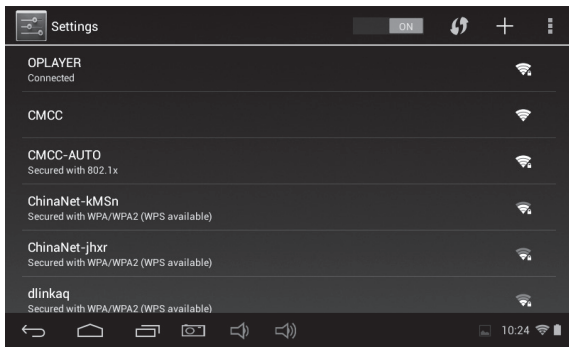 Settings
ON
OPLAYER
Connected
CMCC
CMCC-AUTO
Secured with 802.1x
ChinaNet-kMSn
Secured with WPA/WPA2 (WPS available)
ChinaNet-jhxr
Secured with WPA/WPA2 (WPS available)
dlinkaq
Secured with WPA/WPA2 (WPS available)
10:24